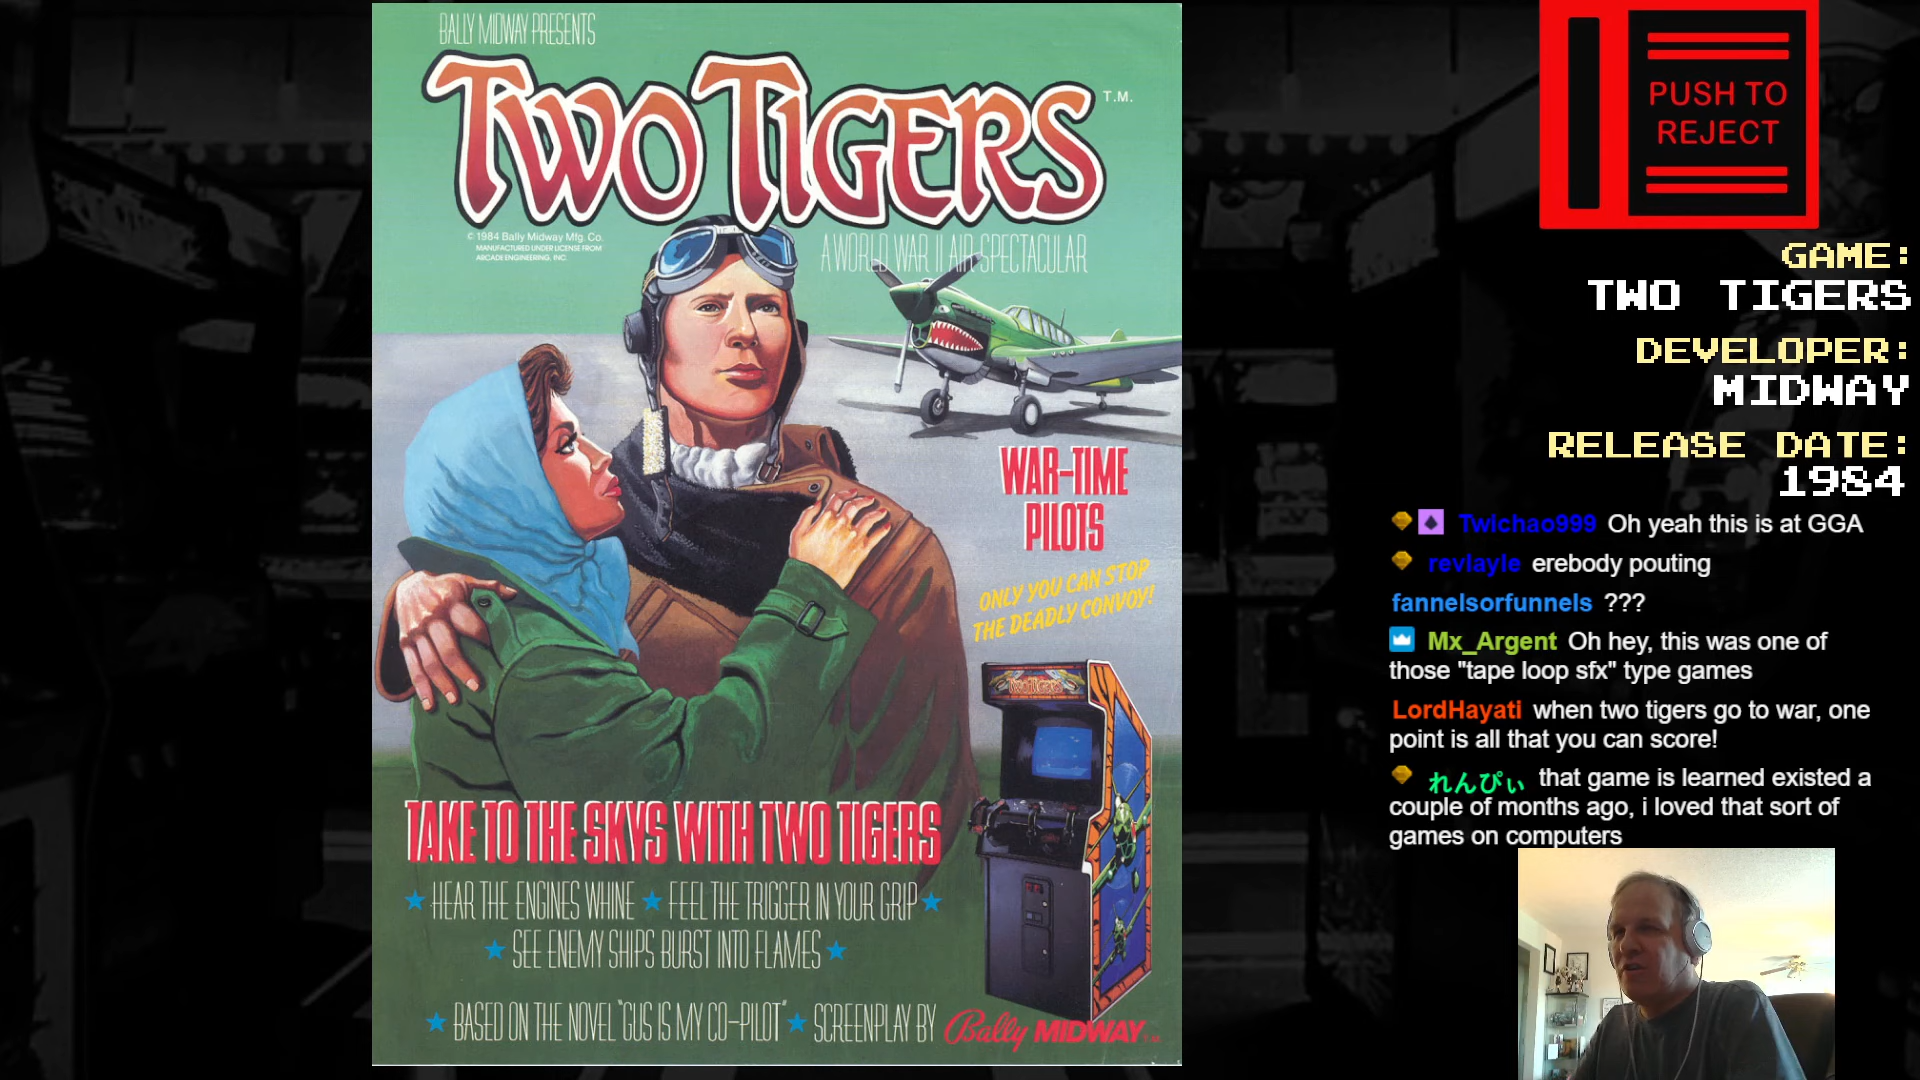 BALLY MIDWAY PRESENTS
TWO TIGERS
T.M.
© 1984 Bally Midway Mfg. Co.
MANUFACTURED UNDER LICENSE FROM
ARCADE ENGINEERING, INC.
A WORLD WAR II AIR SPECTACULAR
WAR-TIME
PILOTS
ONLY YOU CAN STOP
THE DEADLY CONVOY!
TWO TIGERS
TAKE TO THE SKYS WITH TWO TIGERS
HEAR THE ENGINES WHINE ★ FEEL THE TRIGGER IN YOUR GRIP
SEE ENEMY SHIPS BURST INTO FLAMES
BASED ON THE NOVEL "GUS IS MY CO-PILOT" ★ SCREENPLAY BY Bally MIDWAY T.M.
PUSH TO
REJECT
GAME:
TWO TIGERS
DEVELOPER:
MIDWAY
RELEASE DATE:
1984
Twichao999 Oh yeah this is at GGA
revlayle erebody pouting
fannelsorfunnels ???
Mx_Argent Oh hey, this was one of
those "tape loop sfx" type games
LordHayati when two tigers go to war, one
point is all that you can score!
れんぴぃ that game is learned existed a
couple of months ago, i loved that sort of
games on computers